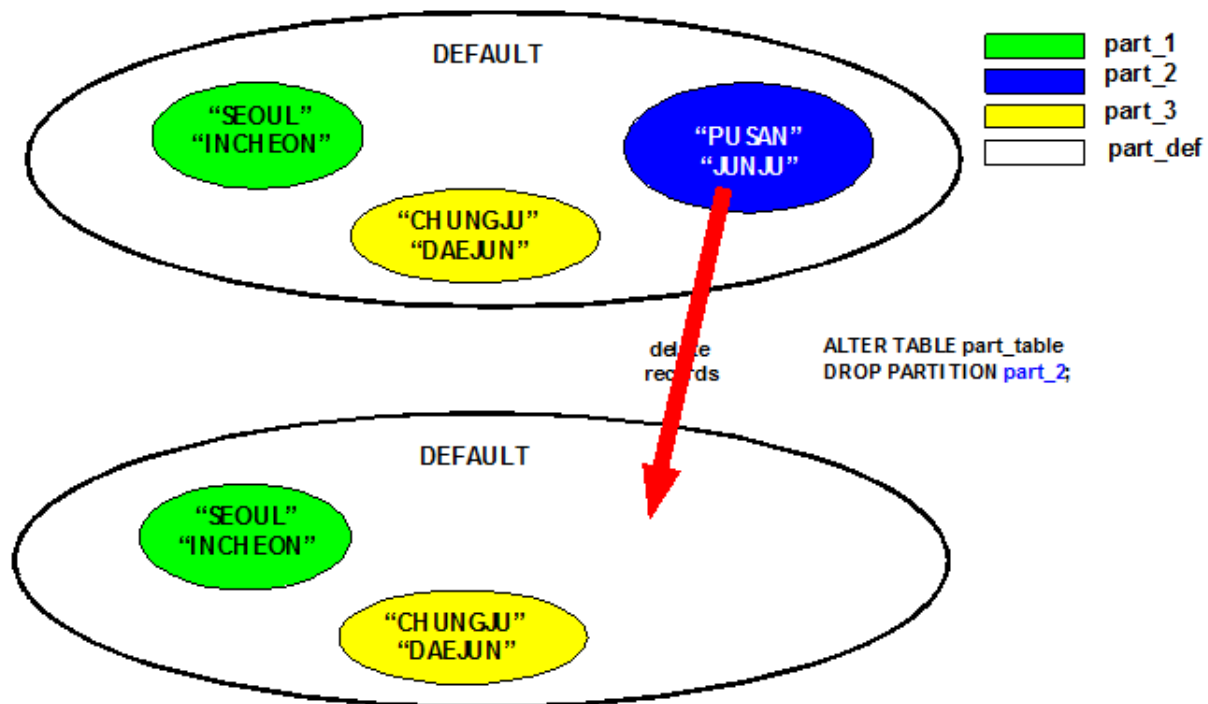 DEFAULT
“SEOUL”
“INCHEON”
“PUSAN”
“JUNJU”
“CHUNGJU”
“DAEJUN”
part_1
part_2
part_3
part_def
delete
records
ALTER TABLE part_table
DROP PARTITION part_2;
DEFAULT
“SEOUL”
“INCHEON”
“CHUNGJU”
“DAEJUN”